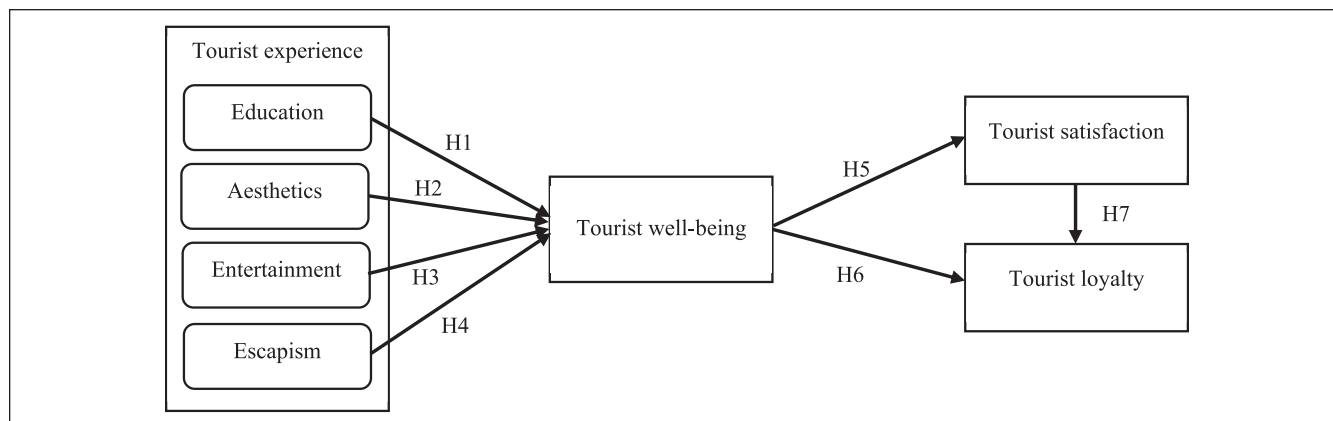 Tourist experience
Education
Aesthetics
Entertainment
Escapism
H1
H2
H3
H4
Tourist well-being
H5
H6
Tourist satisfaction
H7
Tourist loyalty